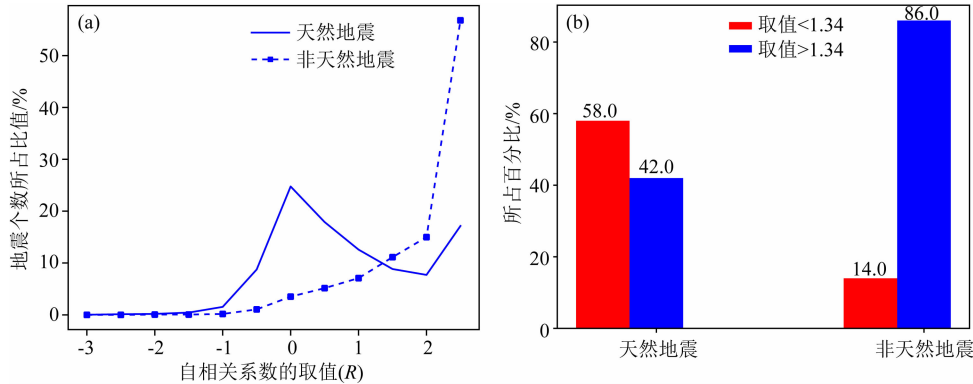 (a)
天然地震
非天然地震
50
40
30
20
10
0
地震个数所占比值/%
-3 -2 -1 0 1 2
自相关系数的取值(R)
(b)
取值<1.34
取值>1.34
80
60
40
20
0
所占百分比/%
58.0
42.0
14.0
86.0
天然地震 非天然地震